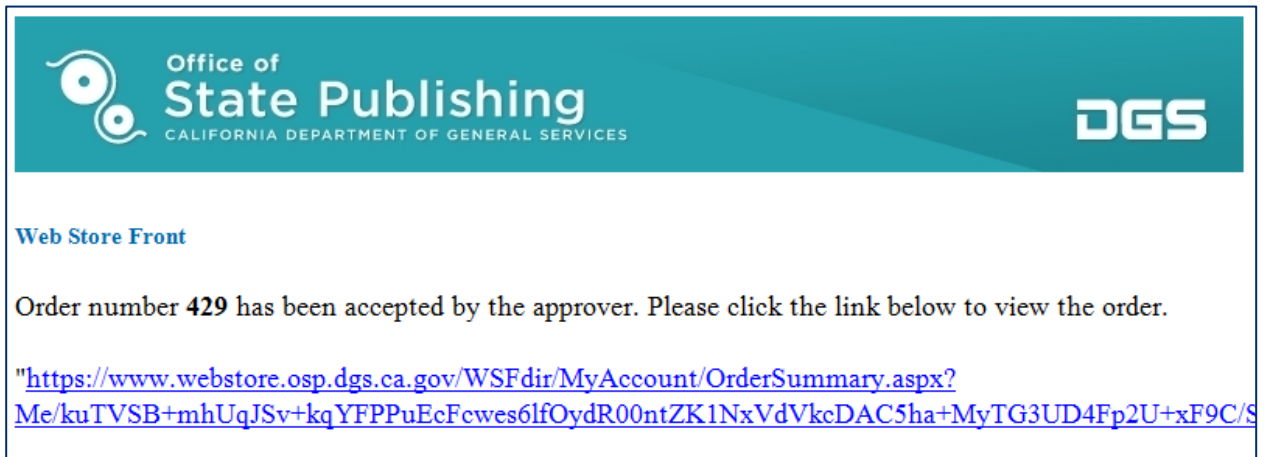 Office of
State Publishing
CALIFORNIA DEPARTMENT OF GENERAL SERVICES
DGS
Web Store Front
Order number 429 has been accepted by the approver. Please click the link below to view the order.
"https://www.webstore.osp.dgs.ca.gov/WSFdir/MyAccount/OrderSummary.aspx?
Me/kuTVSB+mhUqJSv+kqYFPPuEcFcwes6lfOydR00ntZK1NxVdVkcDAC5ha+MyTG3UD4Fp2U+xF9C/S